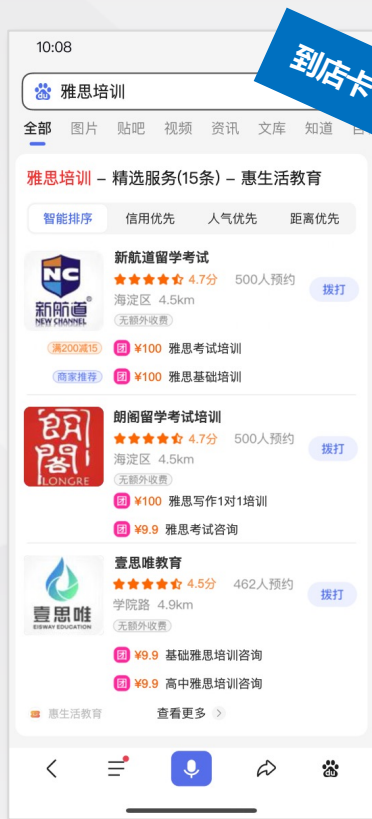 10:08
到店卡
雅思培训
全部 图片 贴吧 视频 资讯 文库 知道
雅思培训 – 精选服务(15条) – 惠生活教育
智能排序 信用优先 人气优先 距离优先
NC
新航道®
NEW CHANNEL
新航道留学考试
4.7分 500人预约
拨打
海淀区 4.5km
无额外收费
满200减15 团 ¥100 雅思考试培训
商家推荐 团 ¥100 雅思基础培训
朗閣
LONGRE
朗阁留学考试培训
4.7分 500人预约
拨打
海淀区 4.5km
无额外收费
团 ¥100 雅思写作1对1培训
团 ¥9.9 雅思考试咨询
壹思唯
EISWAY EDUCATION
壹思唯教育
4.5分 462人预约
拨打
学院路 4.9km
无额外收费
团 ¥9.9 基础雅思培训咨询
团 ¥9.9 高中雅思培训咨询
惠生活教育 查看更多 >
du